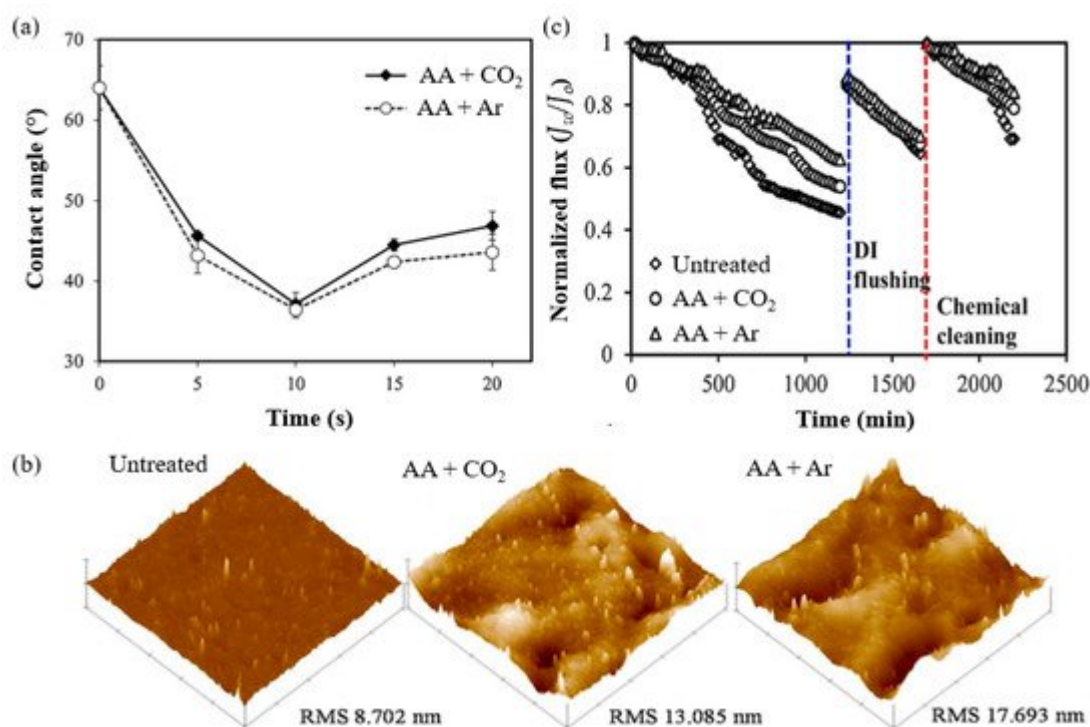 (a)
70
60
50
40
30
Contact angle (°)
AA + CO₂
AA + Ar
0 5 10 15 20
Time (s)
(c)
1
0.8
0.6
0.4
0.2
0
Normalized flux (Jw/Jo)
Untreated
AA + CO₂
AA + Ar
DI
flushing
Chemical
cleaning
0 500 1000 1500 2000 2500
Time (min)
(b)
Untreated
AA + CO₂
AA + Ar
RMS 8.702 nm
RMS 13.085 nm
RMS 17.693 nm